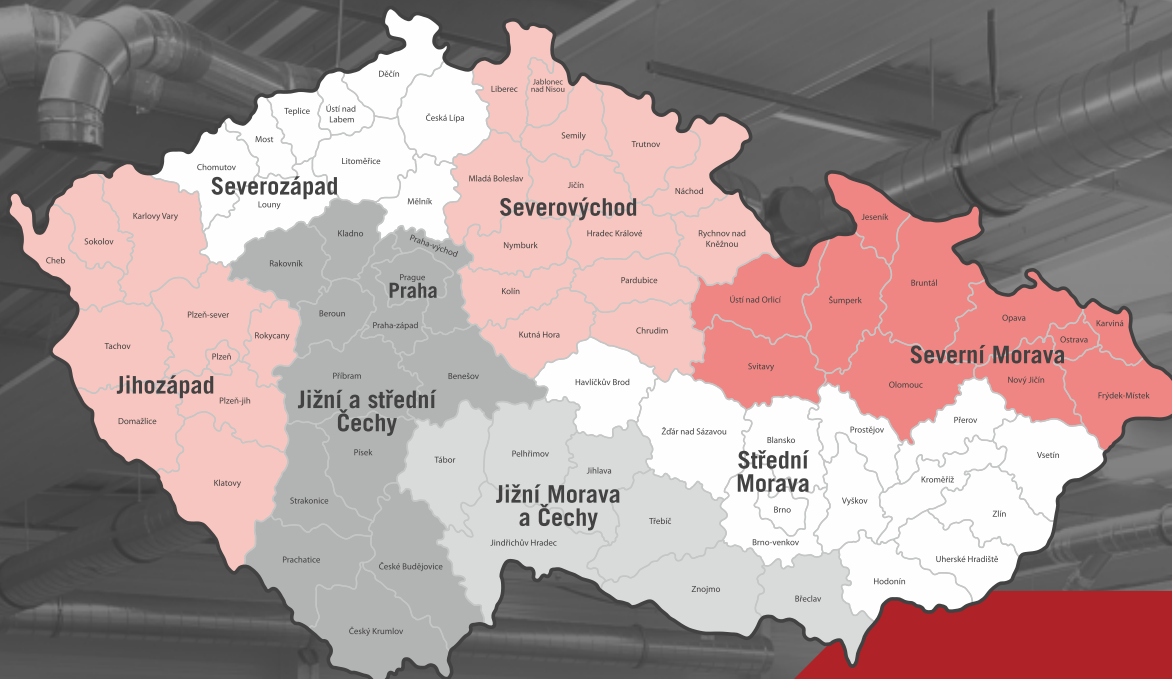 Děčín
Liberec
Jablonec
nad Nisou
Teplice
Ústí nad
Labem
Česká Lípa
Most
Semily
Trutnov
Chomutov
Litoměřice
Severozápad
Louny
Mladá Boleslav
Jičín
Náchod
Mělník
Severovýchod
Karlovy Vary
Jeseník
Sokolov
Kladno
Praha-východ
Nymburk
Hradec Králové
Rychnov nad
Kněžnou
Cheb
Rakovník
Prague
Praha
Kolín
Pardubice
Bruntál
Ústí nad Orlicí
Šumperk
Plzeň-sever
Beroun
Praha-západ
Rokycany
Kutná Hora
Chrudim
Opava
Karviná
Ostrava
Tachov
Plzeň
Severní Morava
Svitavy
Olomouc
Nový Jičín
Frýdek-Místek
Jihozápad
Příbram
Benešov
Havlíčkův Brod
Plzeň-jih
Jižní a střední
Čechy
Domažlice
Přerov
Žďár nad Sázavou
Blansko
Prostějov
Písek
Tábor
Pelhřimov
Jihlava
Střední
Morava
Vsetín
Klatovy
Kroměříž
Strakonice
Jižní Morava
a Čechy
Vyškov
Brno
Zlín
Třebíč
Jindřichův Hradec
Brno-venkov
Prachatice
České Budějovice
Uherské Hradiště
Hodonín
Znojmo
Břeclav
Český Krumlov